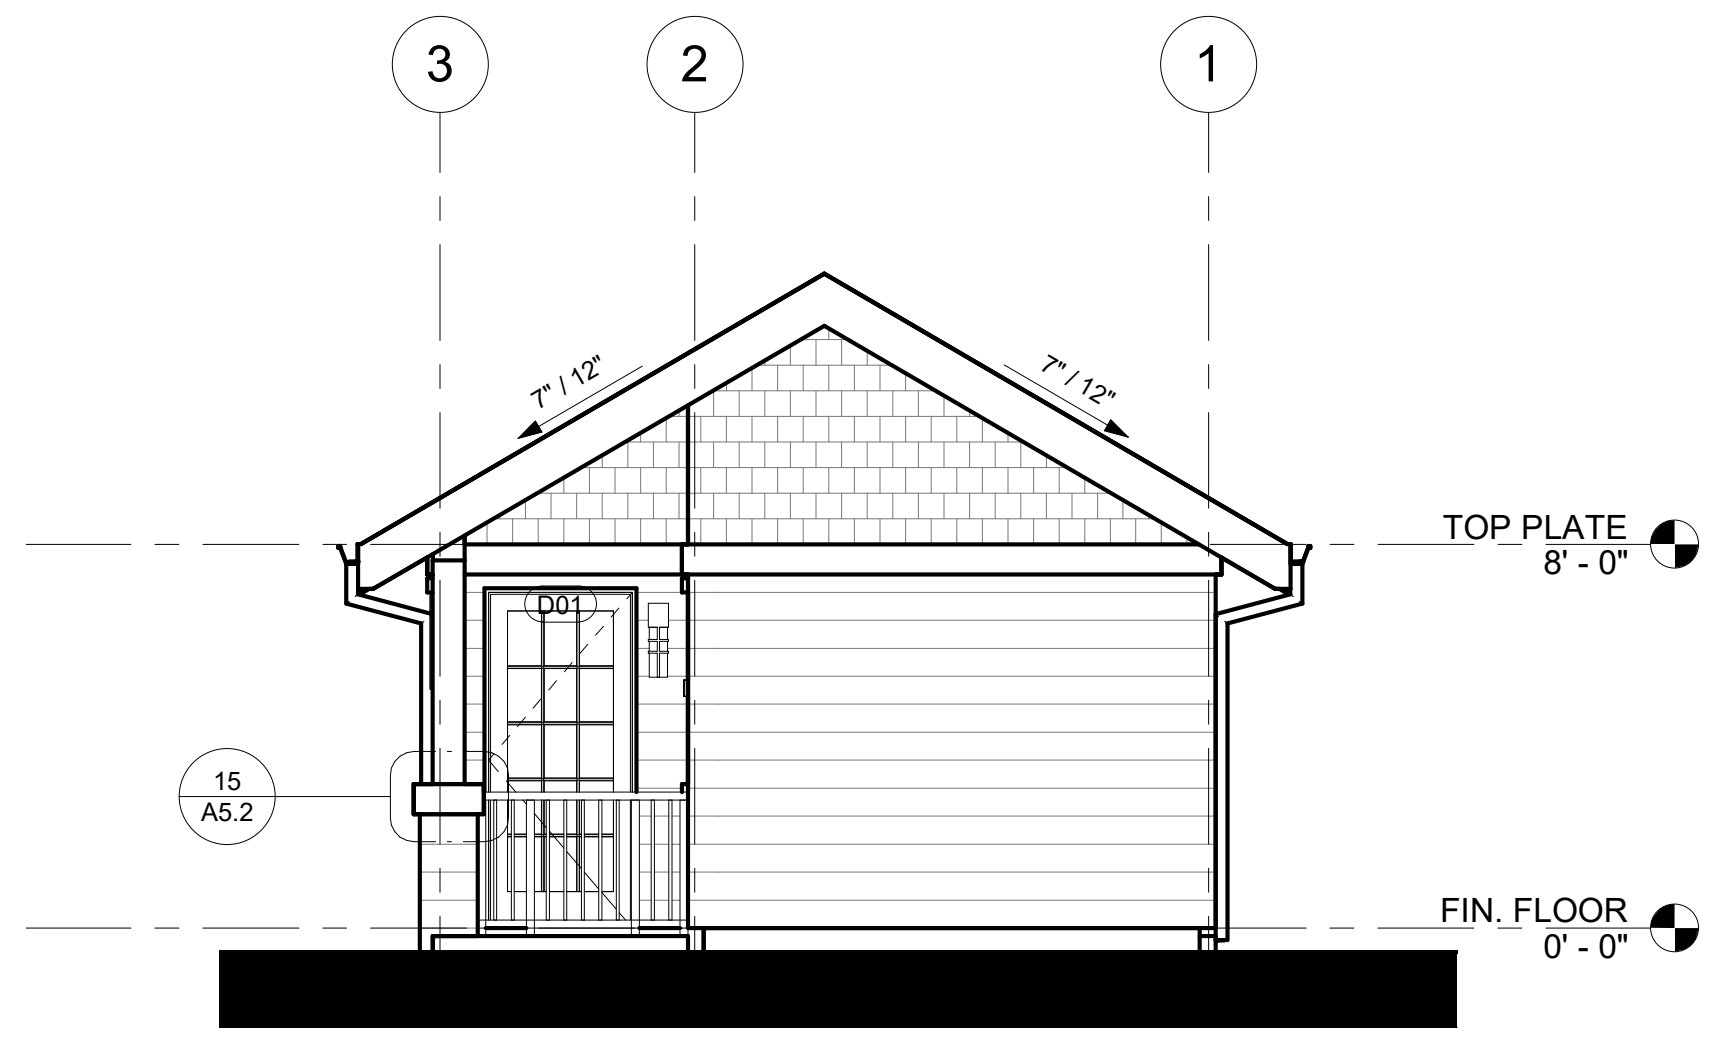 3
2
1
7" / 12"
7" / 12"
TOP PLATE
8' - 0"
D01
15
A5.2
FIN. FLOOR
0' - 0"